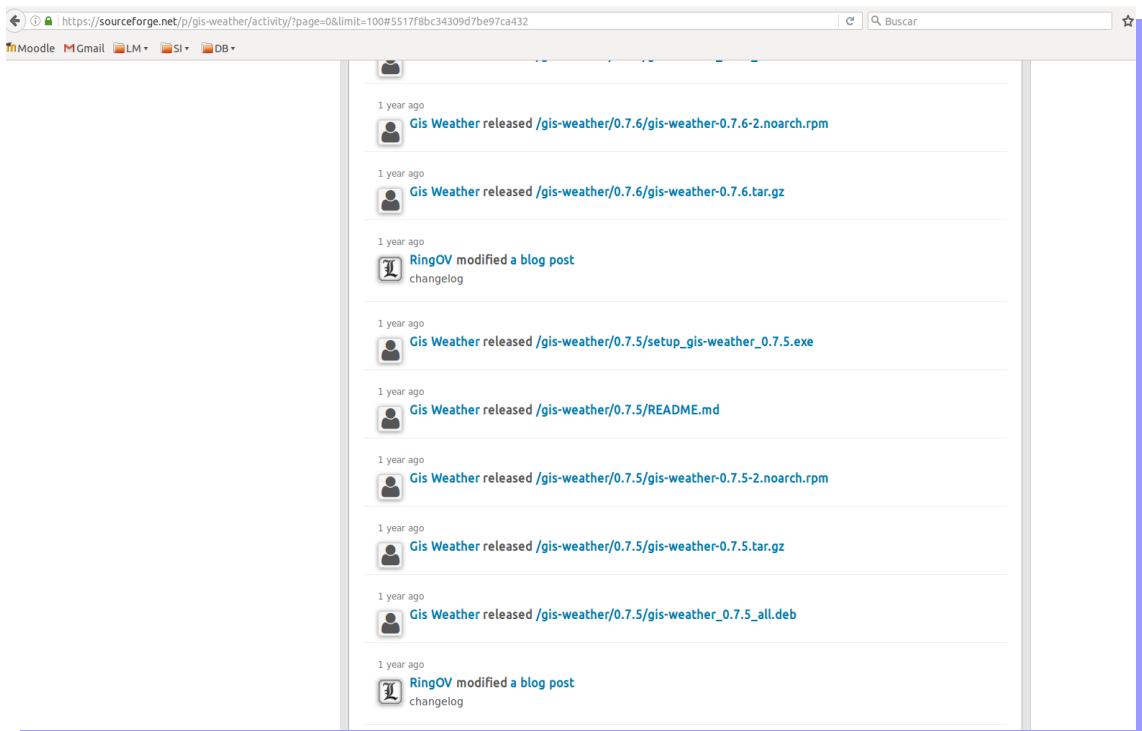 https://sourceforge.net/p/gis-weather/activity/?page=0&limit=100#5517f8bc34309d7be97ca432
Buscar
Moodle Gmail LM SI DB
1 year ago
Gis Weather released /gis-weather/0.7.6/gis-weather-0.7.6-2.noarch.rpm
1 year ago
Gis Weather released /gis-weather/0.7.6/gis-weather-0.7.6.tar.gz
1 year ago
RingOV modified a blog post
changelog
1 year ago
Gis Weather released /gis-weather/0.7.5/setup_gis-weather_0.7.5.exe
1 year ago
Gis Weather released /gis-weather/0.7.5/README.md
1 year ago
Gis Weather released /gis-weather/0.7.5/gis-weather-0.7.5-2.noarch.rpm
1 year ago
Gis Weather released /gis-weather/0.7.5/gis-weather-0.7.5.tar.gz
1 year ago
Gis Weather released /gis-weather/0.7.5/gis-weather_0.7.5_all.deb
1 year ago
RingOV modified a blog post
changelog